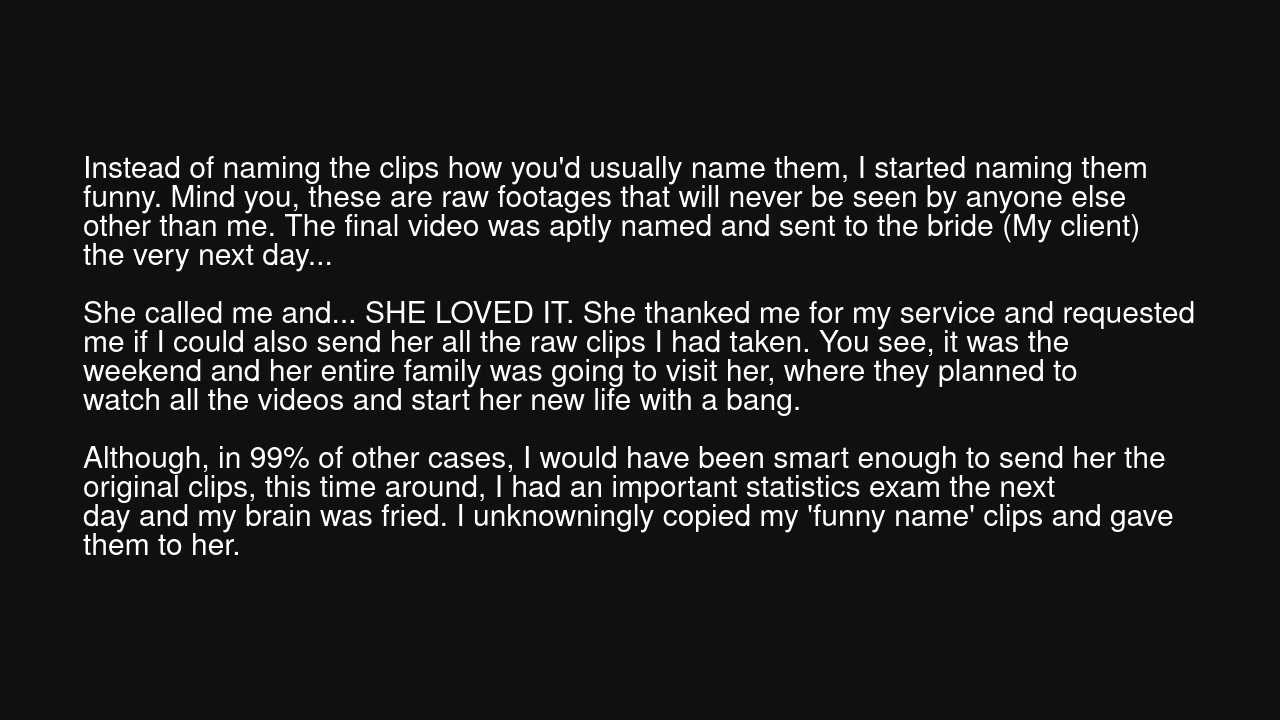 Instead of naming the clips how you'd usually name them, I started naming them
funny. Mind you, these are raw footages that will never be seen by anyone else
other than me. The final video was aptly named and sent to the bride (My client)
the very next day...
She called me and... SHE LOVED IT. She thanked me for my service and requested
me if I could also send her all the raw clips I had taken. You see, it was the
weekend and her entire family was going to visit her, where they planned to
watch all the videos and start her new life with a bang.
Although, in 99% of other cases, I would have been smart enough to send her the
original clips, this time around, I had an important statistics exam the next
day and my brain was fried. I unknowningly copied my 'funny name' clips and gave
them to her.